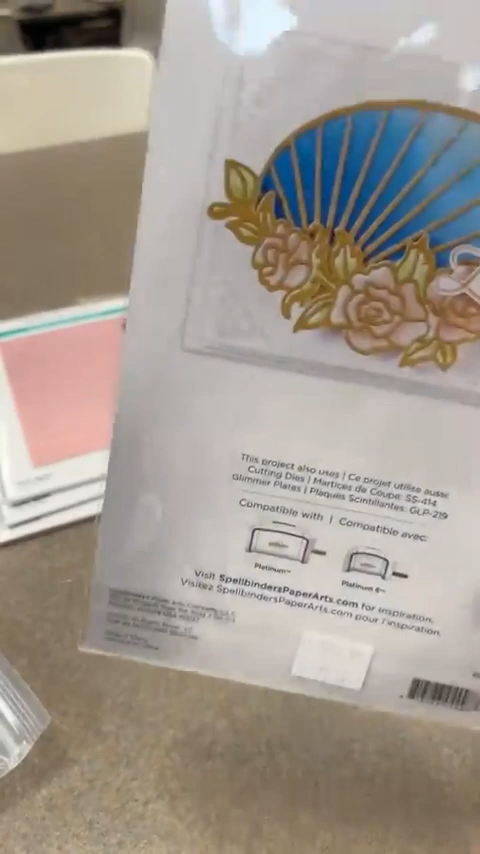 This project also uses | Ce projet utilise aussi:
Cutting Dies | Martices de Coupe: SS-414
Glimmer Plates | Plaques Scintillantes: GLP-219
Compatible with | Compatible avec:
Platinum™
Platinum 6™
Visit SpellbindersPaperArts.com for inspiration.
Visitez SpellbindersPaperArts.com pour l'inspiration.